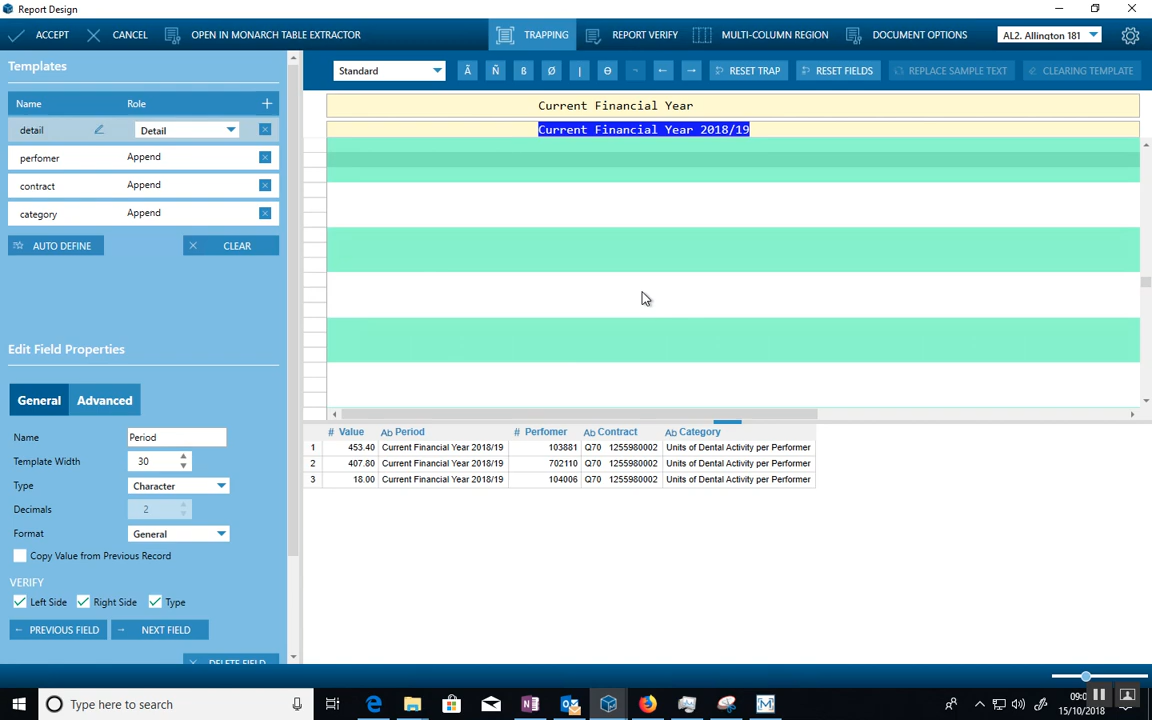 Report Design
ACCEPT CANCEL OPEN IN MONARCH TABLE EXTRACTOR TRAPPING REPORT VERIFY MULTI-COLUMN REGION DOCUMENT OPTIONS AL2. Allington 181
Templates
Standard Ã Ñ ß Ø | Ɵ ¬ ← → RESET TRAP RESET FIELDS REPLACE SAMPLE TEXT CLEARING TEMPLATE
Name Role +
Current Financial Year
detail Detail
Current Financial Year 2018/19
perfomer Append
contract Append
category Append
AUTO DEFINE CLEAR
Edit Field Properties
General Advanced
Name Period
Template Width 30
Type Character
Decimals 2
Format General
Copy Value from Previous Record
VERIFY
Left Side Right Side Type
← PREVIOUS FIELD → NEXT FIELD
DELETE FIELD
# Value Ab Period # Perfomer Ab Contract Ab Category
1 453.40 Current Financial Year 2018/19 103881 Q70 1255980002 Units of Dental Activity per Performer
2 407.80 Current Financial Year 2018/19 702110 Q70 1255980002 Units of Dental Activity per Performer
3 18.00 Current Financial Year 2018/19 104006 Q70 1255980002 Units of Dental Activity per Performer
Type here to search
09:0
15/10/2018